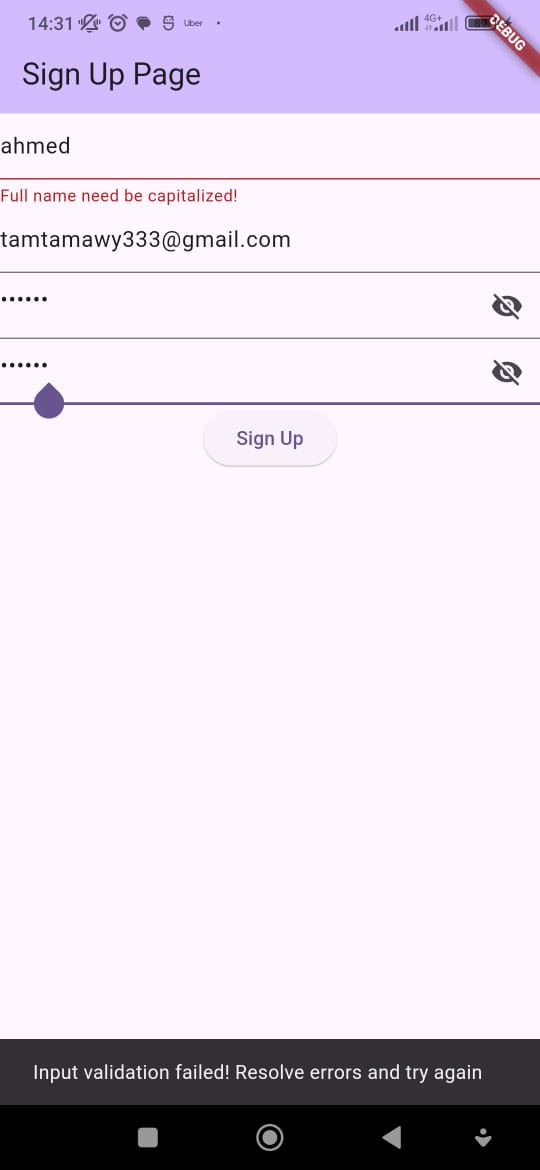 14:31 Uber 4G+ 89
DEBUG
Sign Up Page
ahmed
Full name need be capitalized!
tamtamawy333@gmail.com
••••••
••••••
Sign Up
Input validation failed! Resolve errors and try again